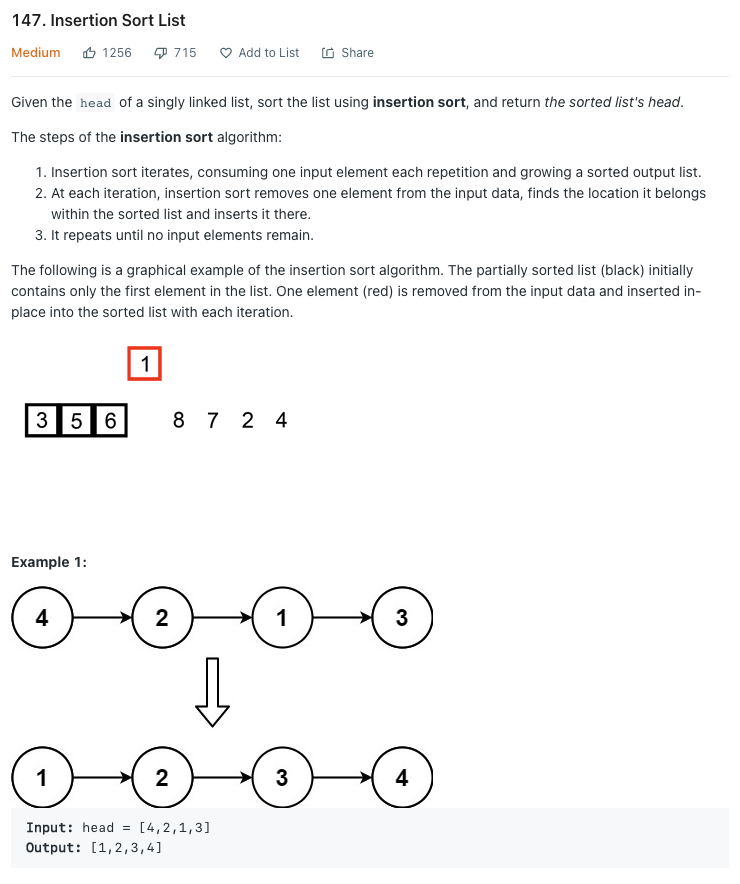 147. Insertion Sort List
Medium 1256 715 Add to List Share
Given the head of a singly linked list, sort the list using insertion sort, and return the sorted list's head.
The steps of the insertion sort algorithm:
1. Insertion sort iterates, consuming one input element each repetition and growing a sorted output list.
2. At each iteration, insertion sort removes one element from the input data, finds the location it belongs
within the sorted list and inserts it there.
3. It repeats until no input elements remain.
The following is a graphical example of the insertion sort algorithm. The partially sorted list (black) initially
contains only the first element in the list. One element (red) is removed from the input data and inserted in-
place into the sorted list with each iteration.
1
3 5 6 8 7 2 4
Example 1:
4 2 1 3
1 2 3 4
Input: head = [4,2,1,3]
Output: [1,2,3,4]